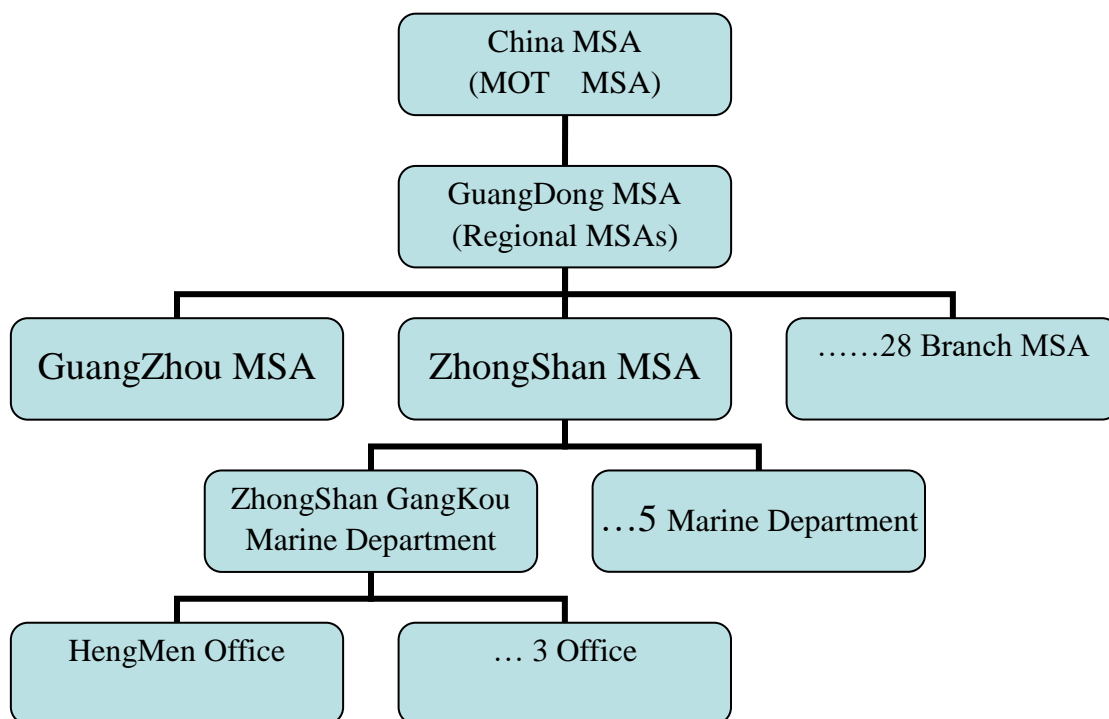 China MSA
(MOT MSA)
GuangDong MSA
(Regional MSAs)
GuangZhou MSA
ZhongShan MSA
……28 Branch MSA
ZhongShan GangKou
Marine Department
…5 Marine Department
HengMen Office
… 3 Office